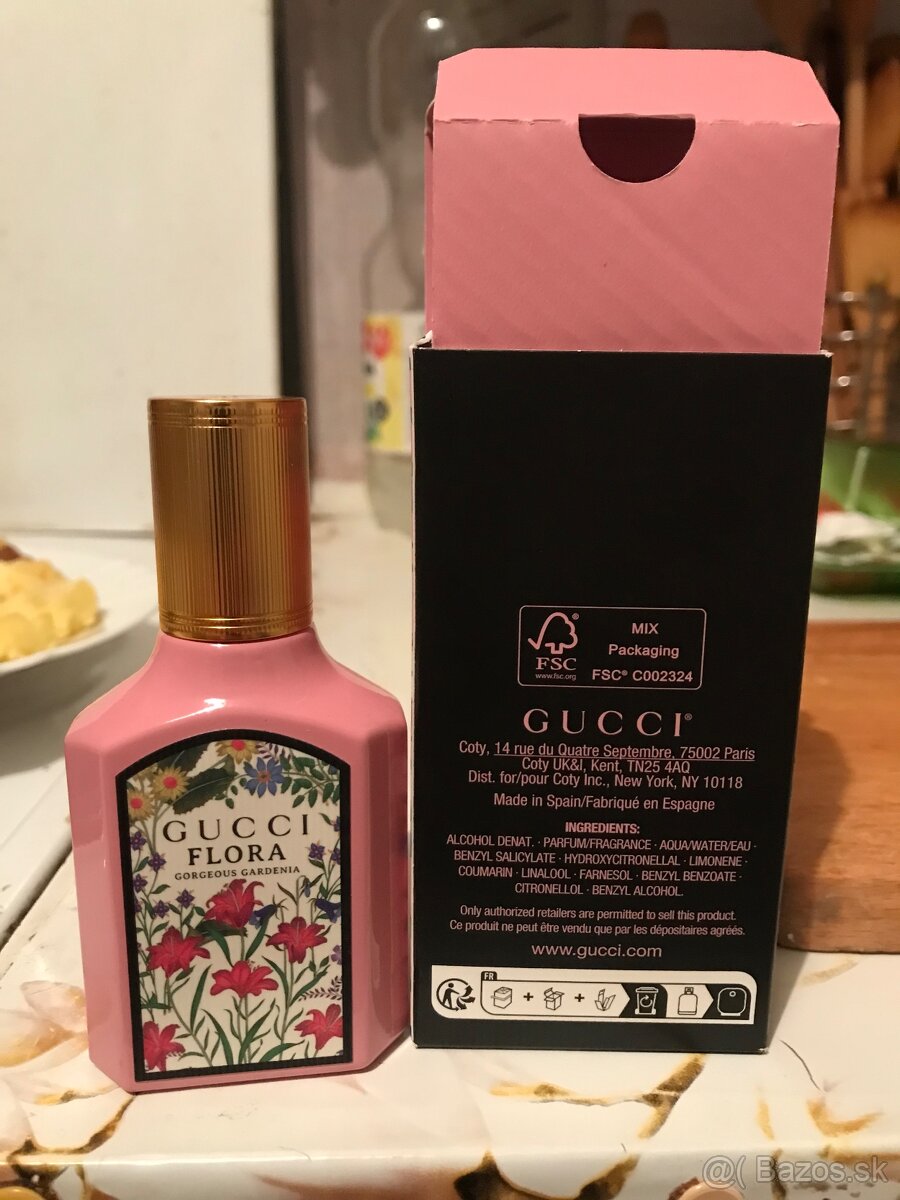 GUCCI
FLORA
GORGEOUS GARDENIA
FSC
www.fsc.org
MIX
Packaging
FSC® C002324
GUCCI®
Coty, 14 rue du Quatre Septembre, 75002 Paris
Coty UK&I, Kent, TN25 4AQ
Dist. for/pour Coty Inc., New York, NY 10118
Made in Spain/Fabriqué en Espagne
INGREDIENTS:
ALCOHOL DENAT. · PARFUM/FRAGRANCE · AQUA/WATER/EAU ·
BENZYL SALICYLATE · HYDROXYCITRONELLAL · LIMONENE ·
COUMARIN · LINALOOL · FARNESOL · BENZYL BENZOATE ·
CITRONELLOL · BENZYL ALCOHOL.
Only authorized retailers are permitted to sell this product.
Ce produit ne peut être vendu que par les dépositaires agréés.
www.gucci.com
FR
@( Bazos.sk